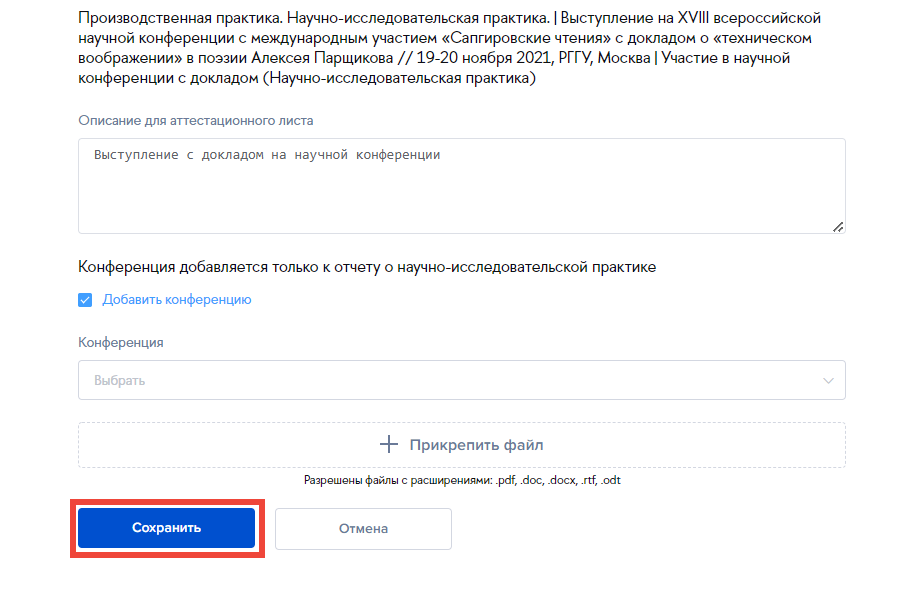 Производственная практика. Научно-исследовательская практика. | Выступление на XVIII всероссийской
научной конференции с международным участием «Сапгировские чтения» с докладом о «техническом
воображении» в поэзии Алексея Парщикова // 19-20 ноября 2021, РГГУ, Москва | Участие в научной
конференции с докладом (Научно-исследовательская практика)
Описание для аттестационного листа
Выступление с докладом на научной конференции
Конференция добавляется только к отчету о научно-исследовательской практике
Добавить конференцию
Конференция
Выбрать
Прикрепить файл
Разрешены файлы с расширениями: .pdf, .doc, .docx, .rtf, .odt
Сохранить
Отмена